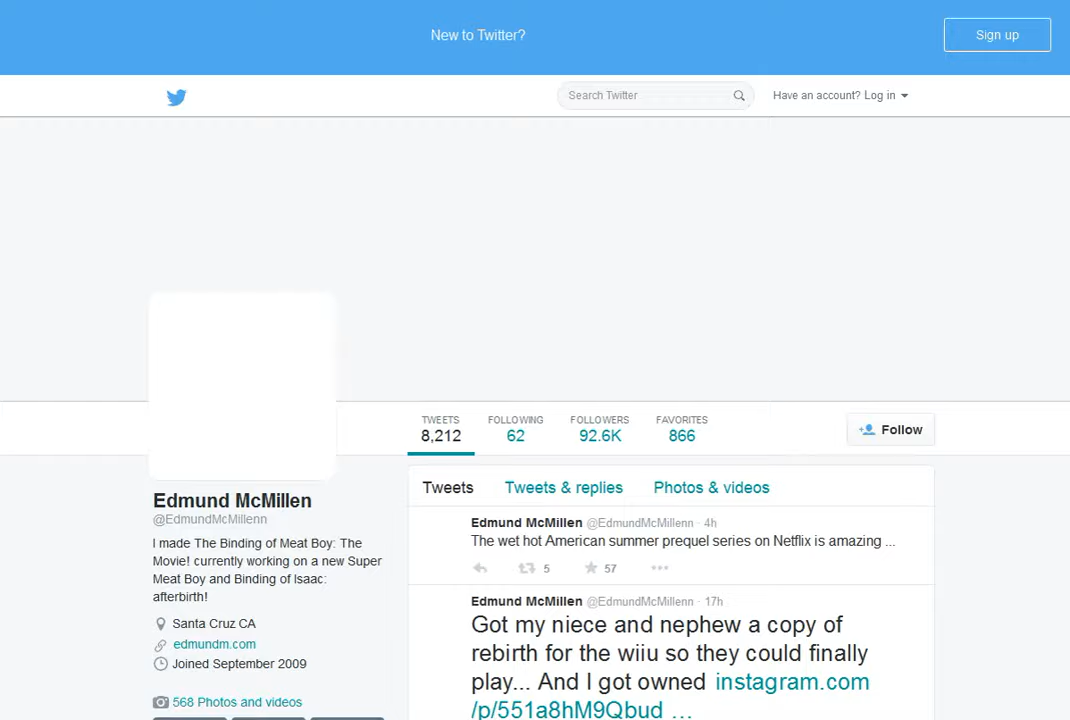 New to Twitter?
Sign up
Search Twitter
Have an account? Log in
TWEETS
8,212
FOLLOWING
62
FOLLOWERS
92.6K
FAVORITES
866
Follow
Edmund McMillen
@EdmundMcMillenn
I made The Binding of Meat Boy: The
Movie! currently working on a new Super
Meat Boy and Binding of Isaac:
afterbirth!
Santa Cruz CA
edmundm.com
Joined September 2009
568 Photos and videos
Tweets
Tweets & replies
Photos & videos
Edmund McMillen @EdmundMcMillenn · 4h
The wet hot American summer prequel series on Netflix is amazing ...
5
57
Edmund McMillen @EdmundMcMillenn · 17h
Got my niece and nephew a copy of
rebirth for the wiiu so they could finally
play... And I got owned instagram.com
/p/551a8hM9Qbud ...